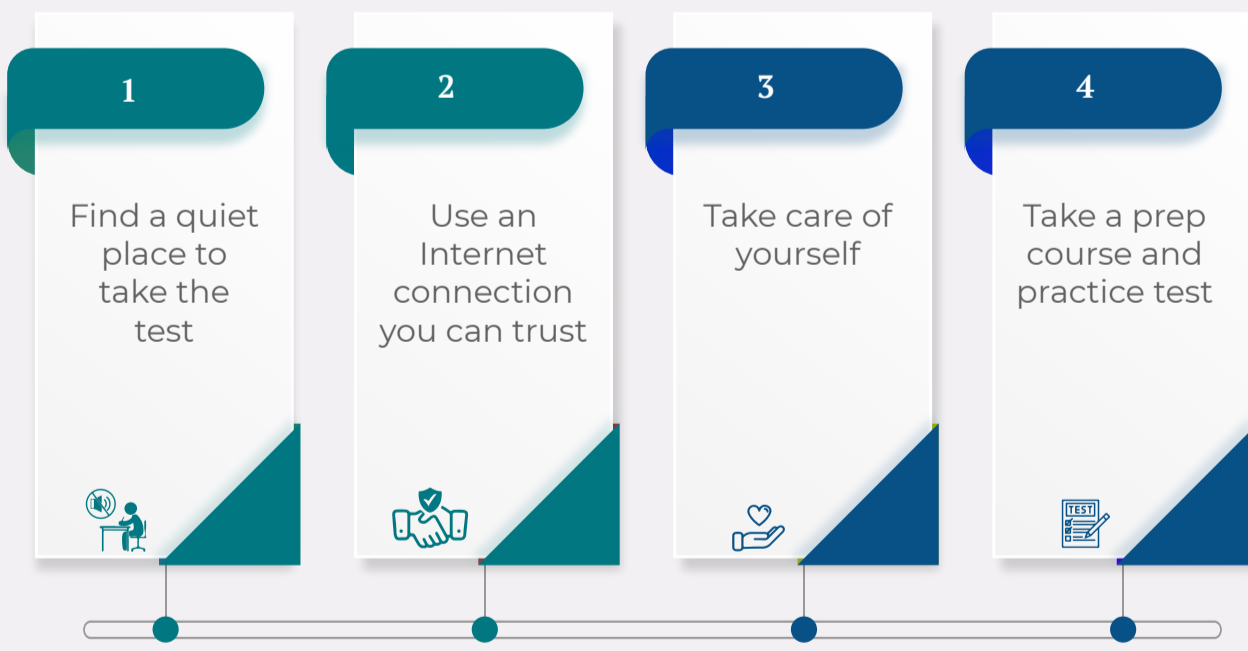 1
Find a quiet
place to
take the
test
2
Use an
Internet
connection
you can trust
3
Take care of
yourself
4
Take a prep
course and
practice test
TEST